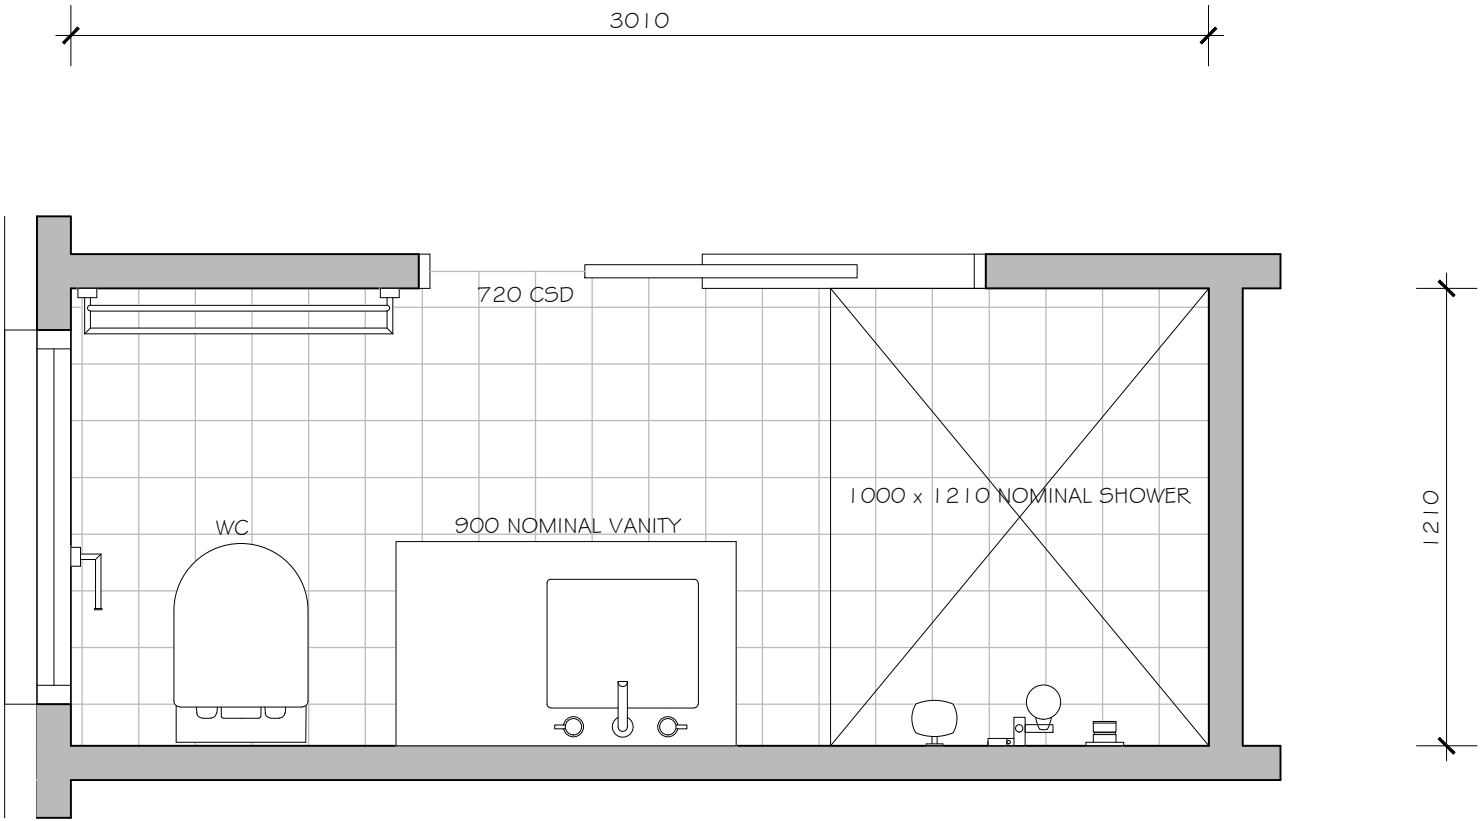 3010
720 CSD
1000 x 1210 NOMINAL SHOWER
1210
WC
900 NOMINAL VANITY